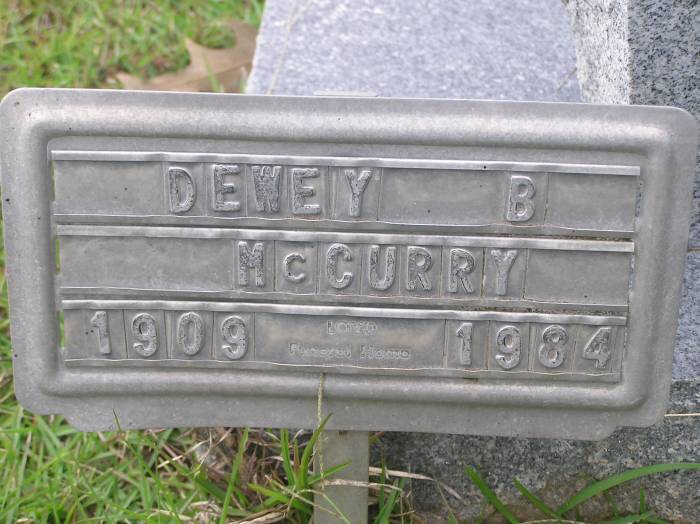 DEWEY B
McCURRY
1909 1984
Funeral Home